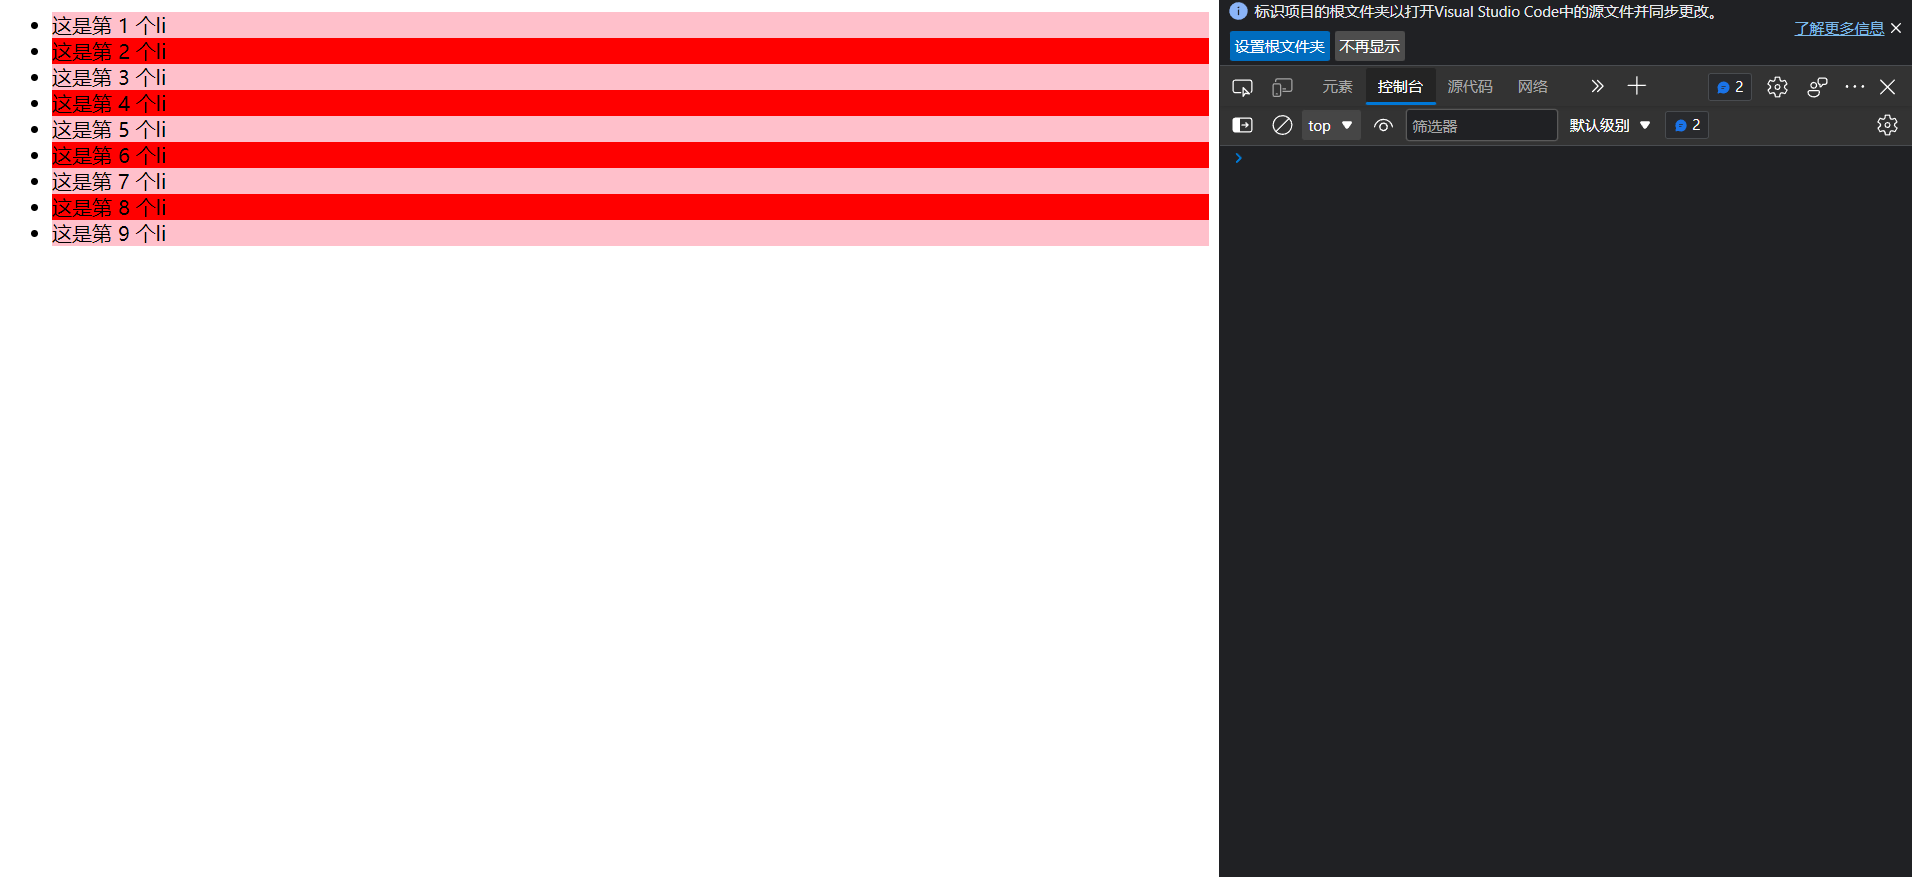 这是第 1 个li
这是第 2 个li
这是第 3 个li
这是第 4 个li
这是第 5 个li
这是第 6 个li
这是第 7 个li
这是第 8 个li
这是第 9 个li
标识项目的根文件夹以打开Visual Studio Code中的源文件并同步更改。
了解更多信息
设置根文件夹 不再显示
元素 控制台 源代码 网络 2
top 筛选器 默认级别 2